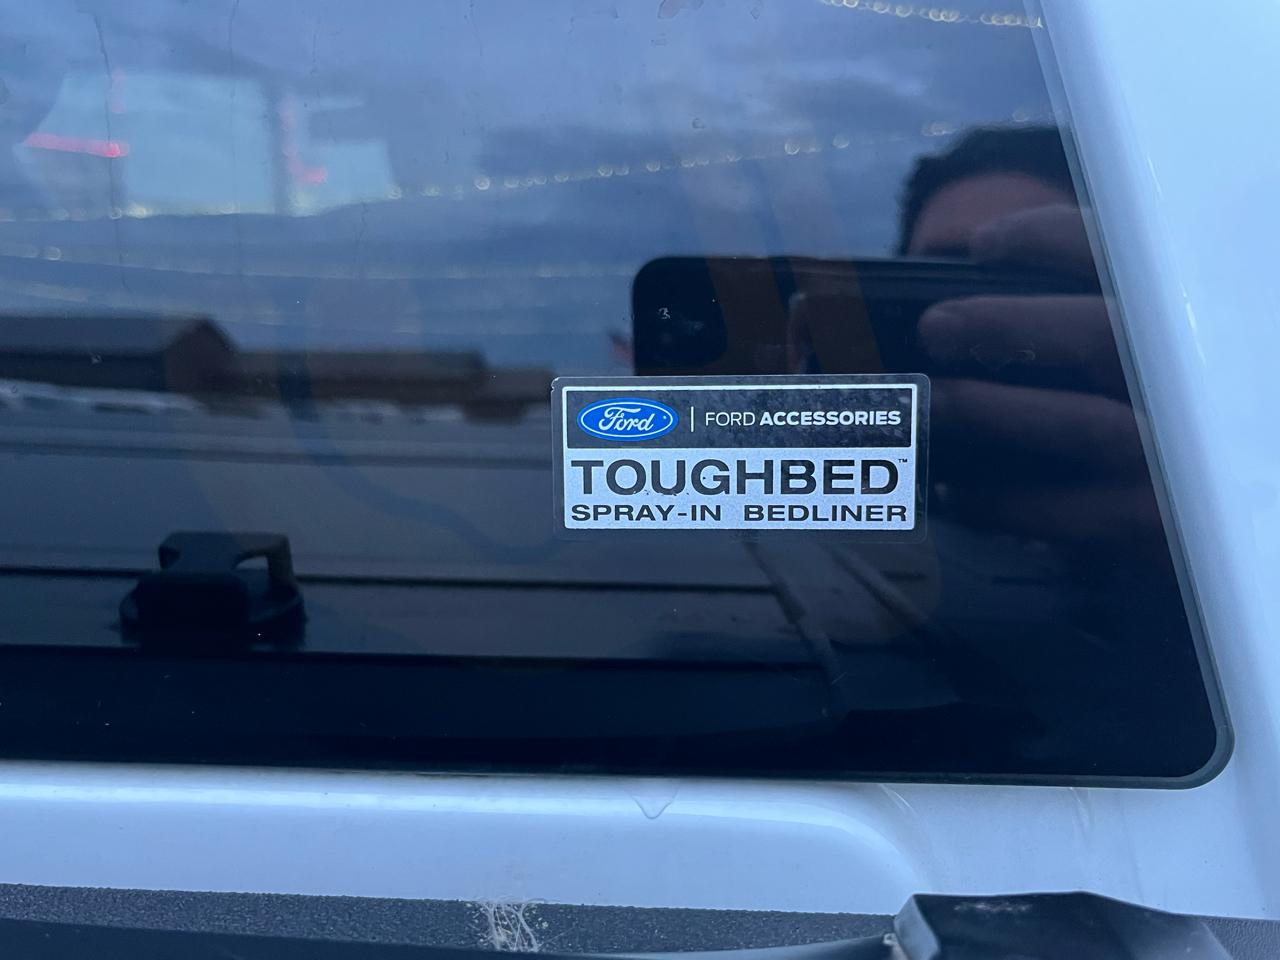 Ford | FORD ACCESSORIES
TOUGHBED™
SPRAY-IN BEDLINER